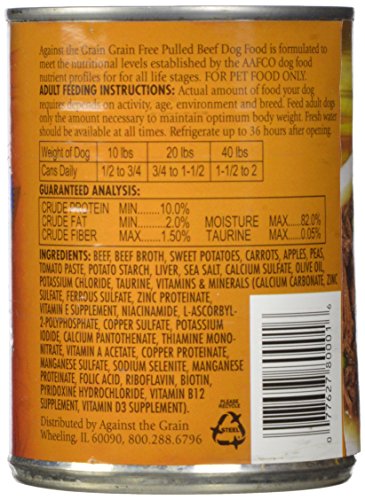 Against the Grain Grain Free Pulled Beef Dog Food is formulated to
meet the nutritional levels established by the AAFCO dog food
nutrient profiles for for all life stages. FOR PET FOOD ONLY.
ADULT FEEDING INSTRUCTIONS: Actual amount of food your dog
requires depends on activity, age, environment and breed. Feed adult dogs
only the amount necessary to maintain optimum body weight. Fresh water
should be available at all times. Refrigerate up to 36 hours after opening.
Weight of Dog 10 lbs 20 lbs 40 lbs
Cans Daily 1/2 to 3/4 3/4 to 1-1/2 1-1/2 to 2
GUARANTEED ANALYSIS:
CRUDE PROTEIN MIN.......10.0%
CRUDE FAT MIN.........2.0% MOISTURE MAX......82.0%
CRUDE FIBER MAX.......1.50% TAURINE MAX......0.05%
INGREDIENTS: BEEF, BEEF BROTH, SWEET POTATOES, CARROTS, APPLES, PEAS,
TOMATO PASTE, POTATO STARCH, LIVER, SEA SALT, CALCIUM SULFATE, OLIVE OIL,
POTASSIUM CHLORIDE, TAURINE, VITAMINS & MINERALS (CALCIUM CARBONATE, ZINC
SULFATE, FERROUS SULFATE, ZINC PROTEINATE,
VITAMIN E SUPPLEMENT, NIACINAMIDE, L-ASCORBYL-
2-POLYPHOSPHATE, COPPER SULFATE, POTASSIUM
IODIDE, CALCIUM PANTOTHENATE, THIAMINE MONO-
NITRATE, VITAMIN A ACETATE, COPPER PROTEINATE,
MANGANESE SULFATE, SODIUM SELENITE, MANGANESE
PROTEINATES, FOLIC ACID, RIBOFLAVIN, BIOTIN,
PYRIDOXINE HYDROCHLORIDE, VITAMIN B12
SUPPLEMENT, VITAMIN D3 SUPPLEMENT).
Distributed by Against the Grain
Wheeling, IL 60090, 800.288.6796
PLEASE
RECYCLE
STEEL
0 77627 80001 6